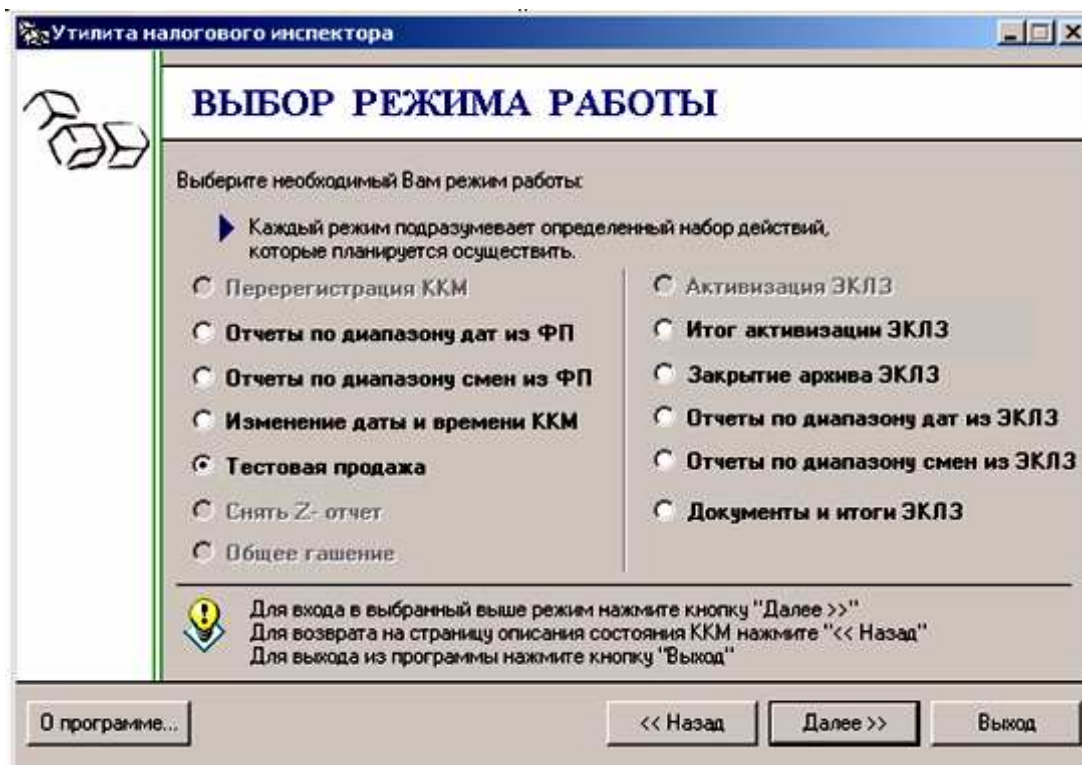 Утилита налогового инспектора
ВЫБОР РЕЖИМА РАБОТЫ
Выберите необходимый Вам режим работы:
Каждый режим подразумевает определенный набор действий,
которые планируется осуществить.
Перерегистрация ККМ
Отчеты по диапазону дат из ФП
Отчеты по диапазону смен из ФП
Изменение даты и времени ККМ
Тестовая продажа
Снять Z- отчет
Общее гашение
Активизация ЭКЛЗ
Итог активизации ЭКЛЗ
Закрытие архива ЭКЛЗ
Отчеты по диапазону дат из ЭКЛЗ
Отчеты по диапазону смен из ЭКЛЗ
Документы и итоги ЭКЛЗ
Для входа в выбранный выше режим нажмите кнопку "Далее >>"
Для возврата на страницу описания состояния ККМ нажмите "<< Назад"
Для выхода из программы нажмите кнопку "Выход"
О программе...
<< Назад
Далее >>
Выход